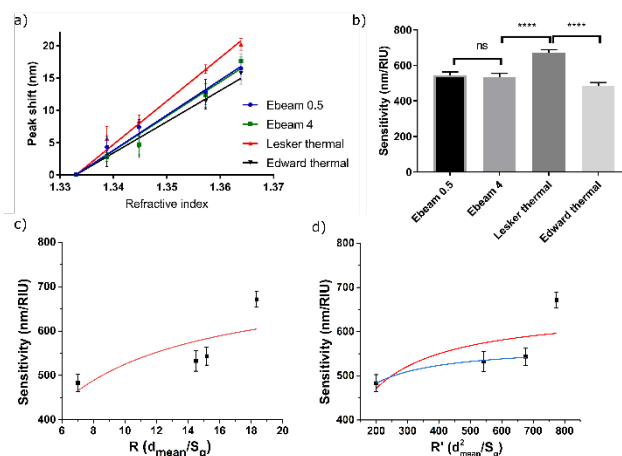 a)
Peak shift (nm)
20
15
10
5
0
1.33 1.34 1.35 1.36 1.37
Refractive index
Ebeam 0.5
Ebeam 4
Lesker thermal
Edward thermal
b)
Sensitivity (nm/RIU)
800
600
400
200
0
ns
****
****
Ebeam 0.5
Ebeam 4
Lesker thermal
Edward thermal
c)
Sensitivity (nm/RIU)
800
700
600
500
400
6 8 10 12 14 16 18 20
R (d_mean/S_q)
d)
Sensitivity (nm/RIU)
800
700
600
500
400
200 300 400 500 600 700 800
R' (d²_mean/S_q)